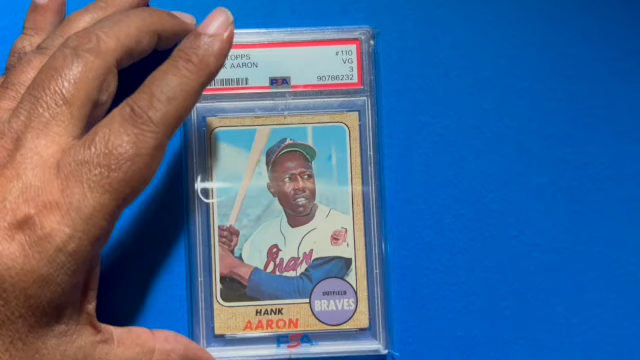 TOPPS #110
AARON VG
3
PSA 90786232
Braves
OUTFIELD
BRAVES
HANK
AARON
PSA